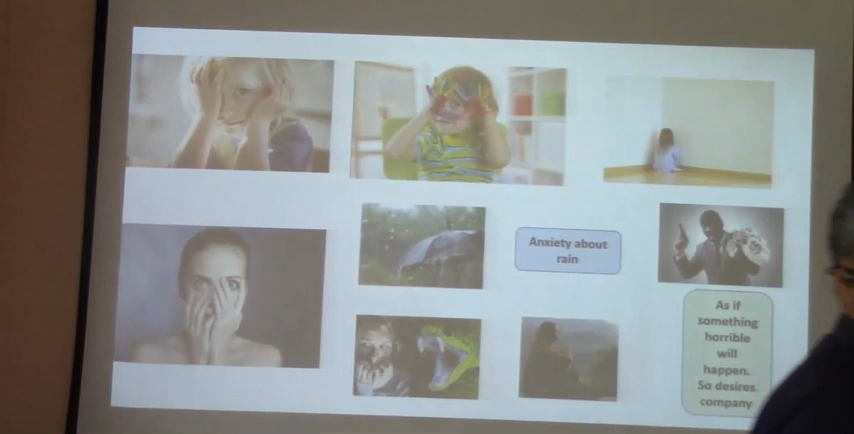 Anxiety about
rain
As if
something
horrible
will
happen.
So desires
company